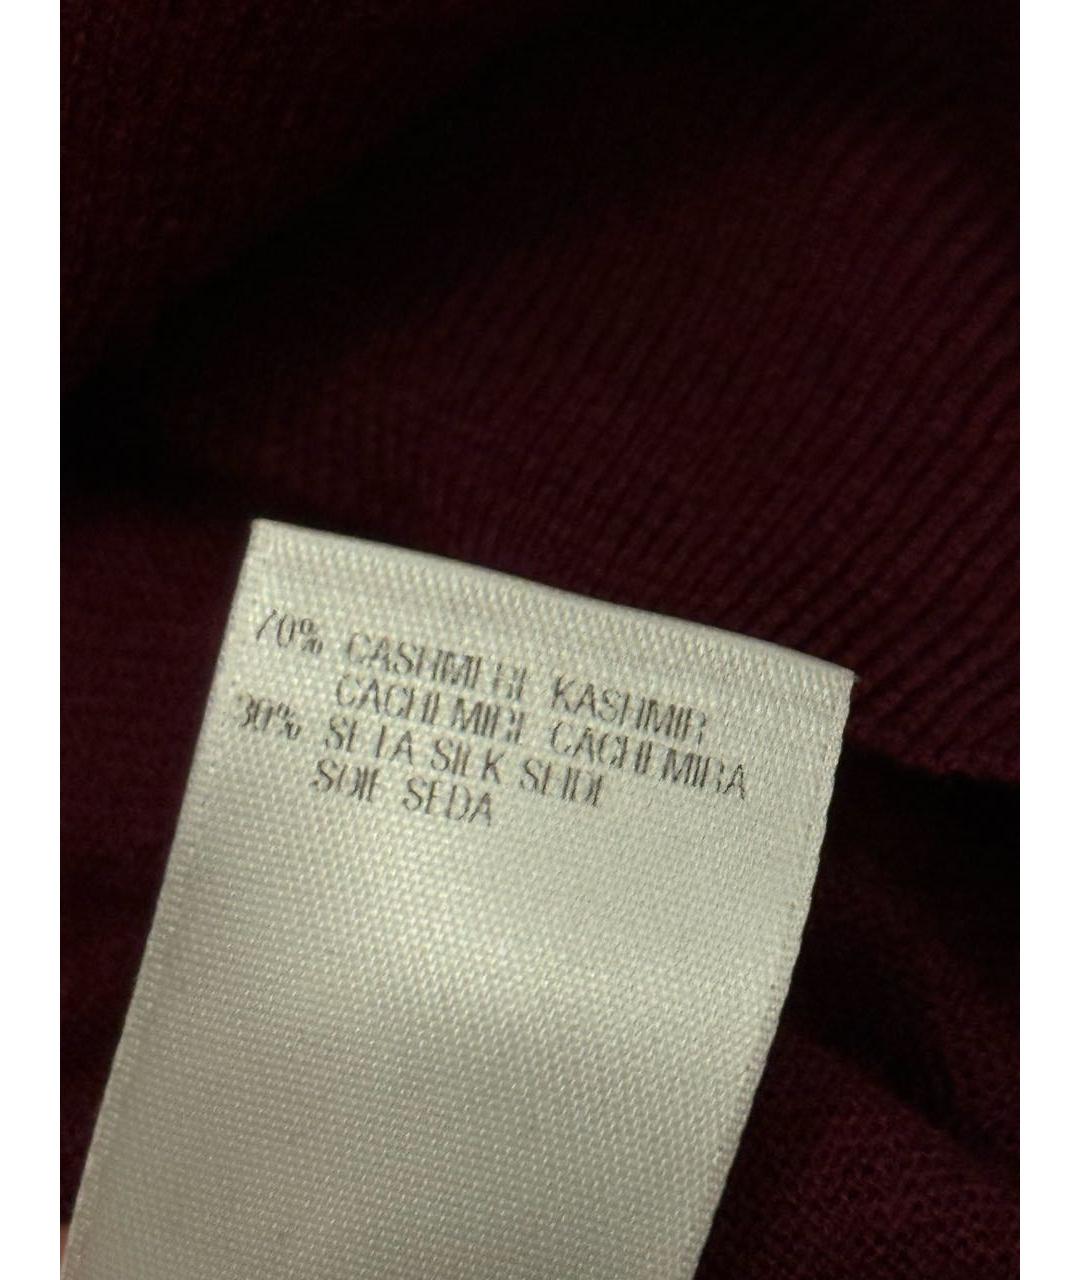 70% CASHMERE KASHMIR
CACHEMIRE CACHEMIRA
30% SETA SILK SEIDE
SOIE SEDA